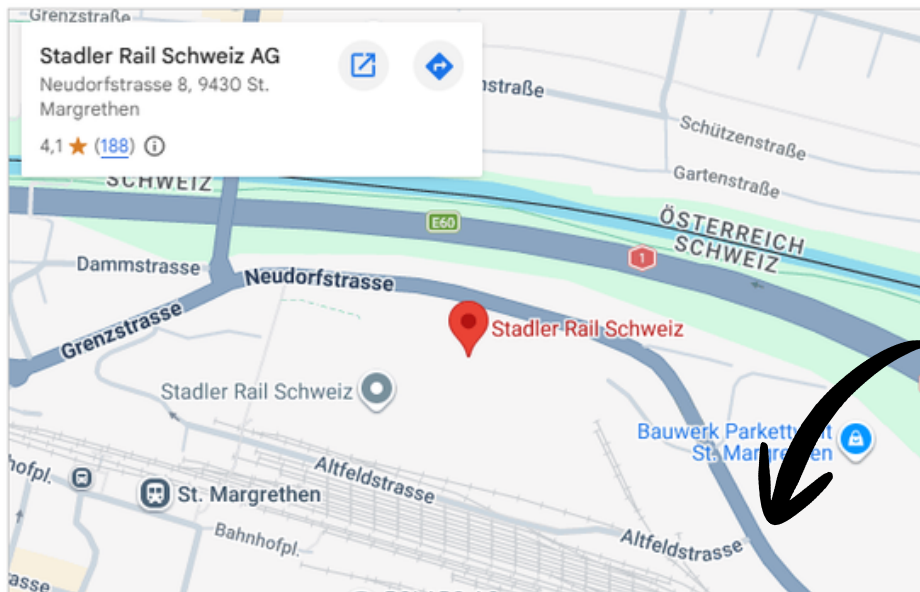 Grenzstraße
Stadler Rail Schweiz AG
Neudorfstrasse 8, 9430 St.
Margrethen
4,1 (188)
nstraße
Schützenstraße
Gartenstraße
SCHWEIZ
E60
ÖSTERREICH
SCHWEIZ
1
Dammstrasse
Neudorfstrasse
Grenzstrasse
Stadler Rail Schweiz
Stadler Rail Schweiz
Bauwerk
St.
Altfeldstrasse
hofpl.
St. Margrethen
Bahnhofpl.
Altfeldstrasse
asse